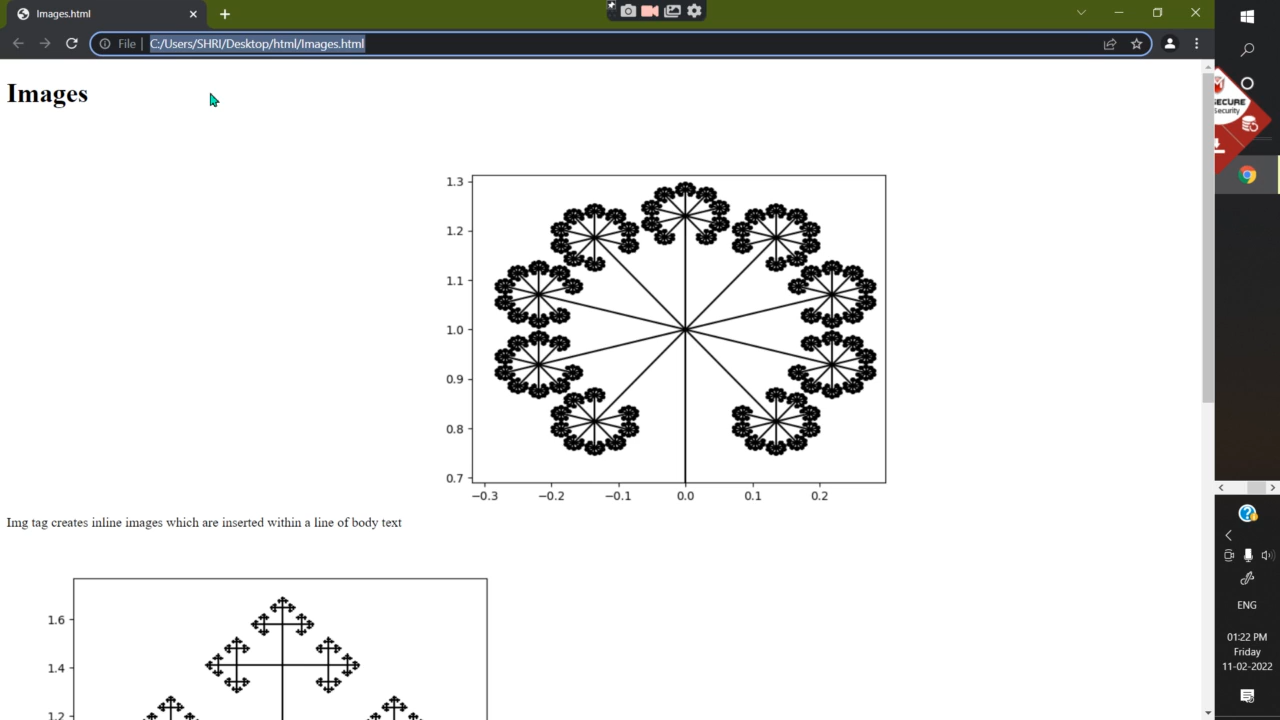 Images.html
File
C:/Users/SHRI/Desktop/html/Images.html
Images
ECURE
Security
1.3
1.2
1.1
1.0
0.9
0.8
0.7
−0.3 −0.2 −0.1 0.0 0.1 0.2
Img tag creates inline images which are inserted within a line of body text
1.6
1.4
1.2
ENG
01:22 PM
Friday
11-02-2022